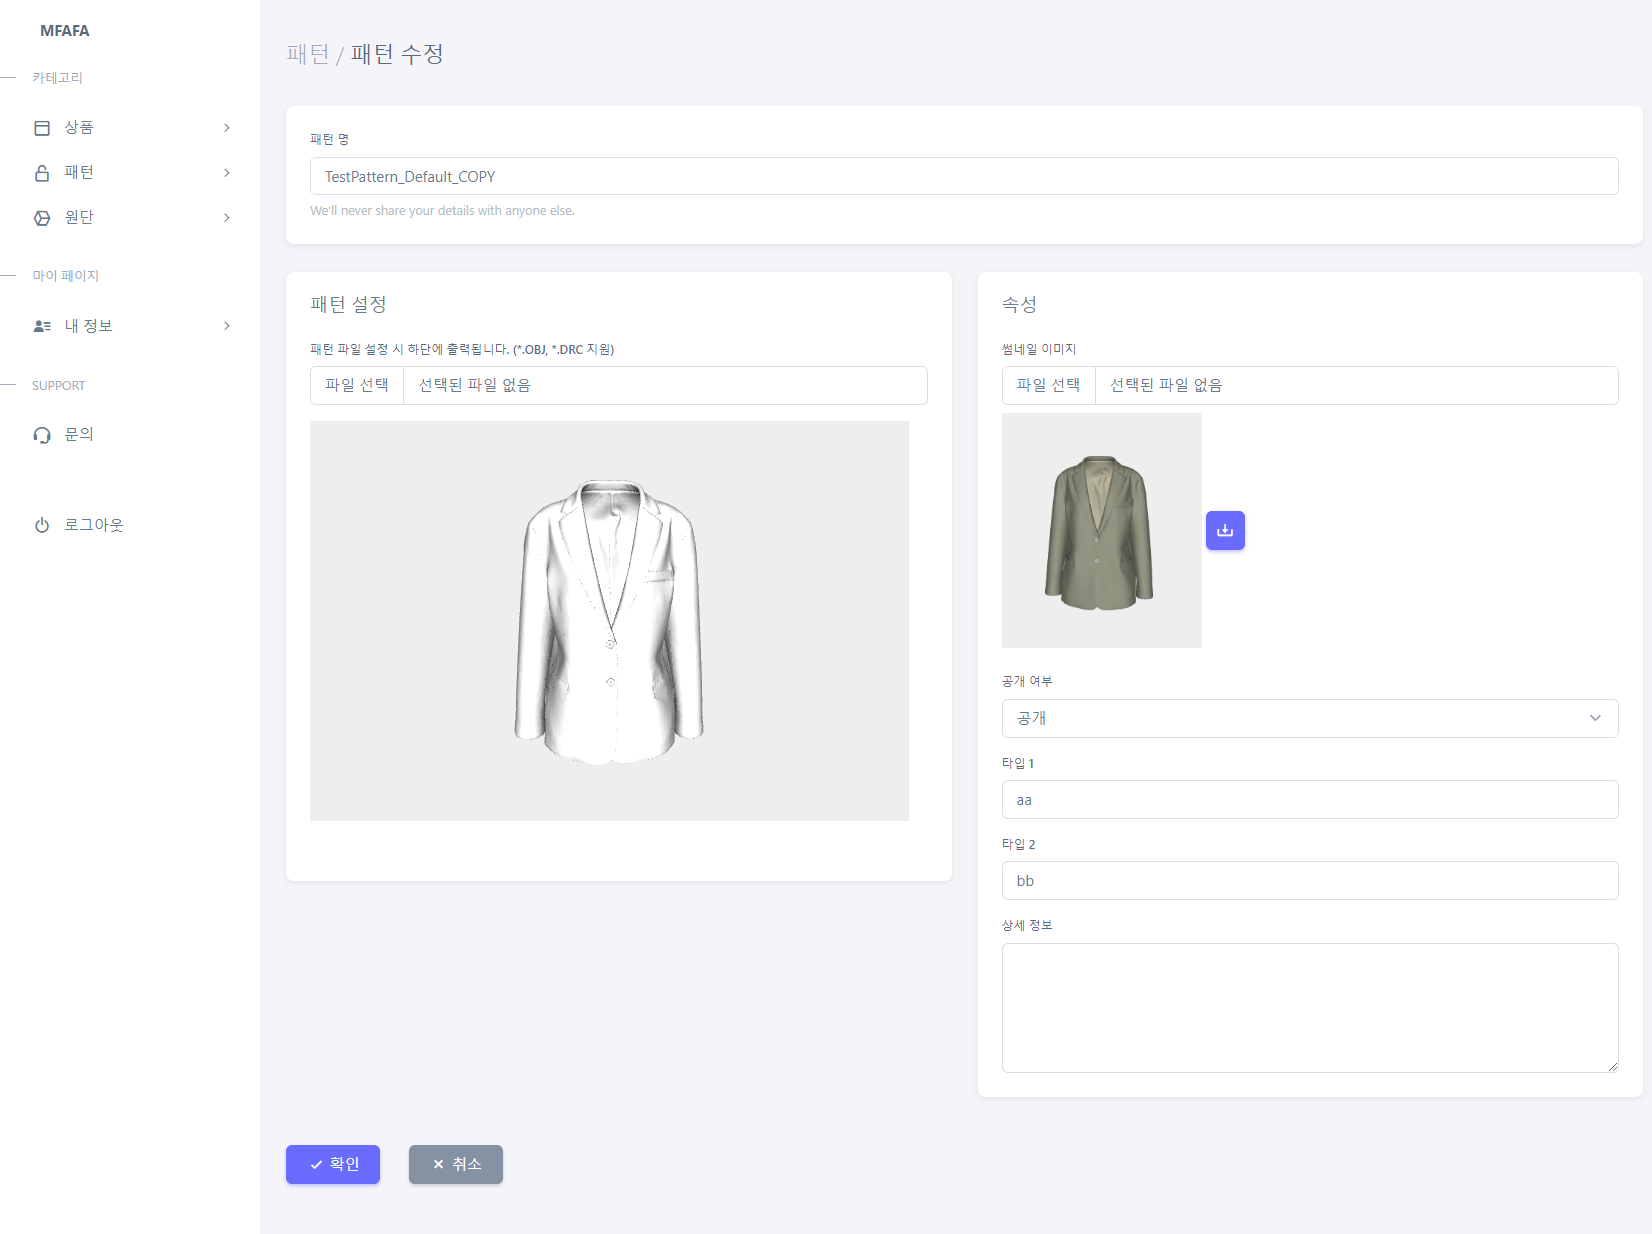 MFAFA
카테고리
상품
패턴
원단
마이 페이지
내 정보
SUPPORT
문의
로그아웃
패턴 / 패턴 수정
패턴 명
TestPattern_Default_COPY
We'll never share your details with anyone else.
패턴 설정
패턴 파일 설정 시 하단에 출력됩니다. (*.OBJ, *.DRC 지원)
파일 선택 선택된 파일 없음
속성
썸네일 이미지
파일 선택 선택된 파일 없음
공개 여부
공개
타입 1
aa
타입 2
bb
상세 정보
확인
취소